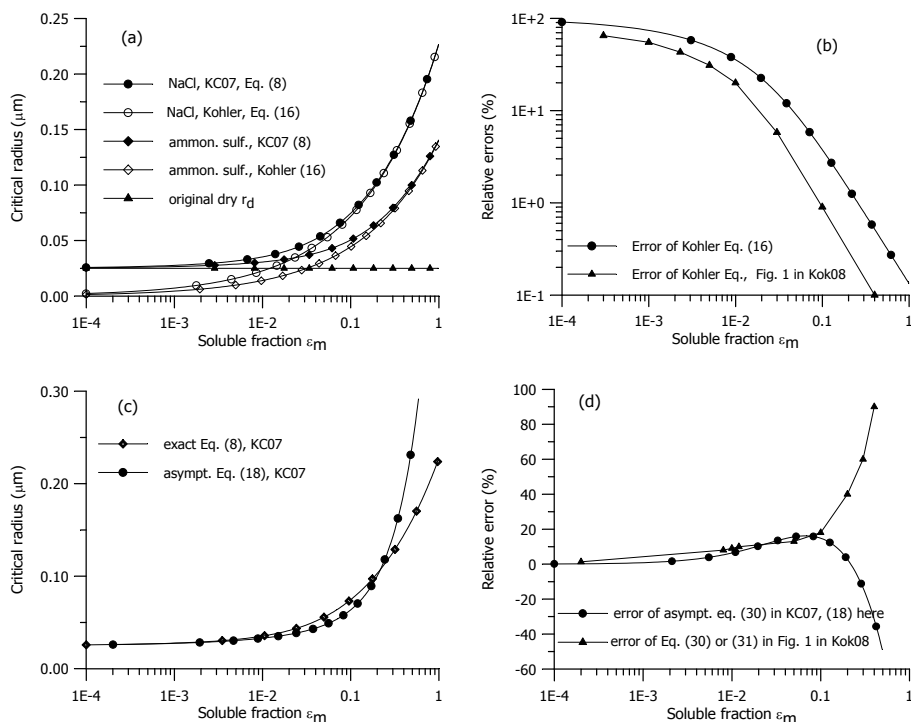 (a)
Critical radius (μm)
0.25
0.20
0.15
0.10
0.05
0.00
NaCl, KC07, Eq. (8)
NaCl, Kohler, Eq. (16)
ammon. sulf., KC07 (8)
ammon. sulf., Kohler (16)
original dry rd
1E-4 1E-3 1E-2 0.1 1
Soluble fraction εm
(b)
Relative errors (%)
1E+2
1E+1
1E+0
1E-1
Error of Kohler Eq. (16)
Error of Kohler Eq., Fig. 1 in Kok08
1E-4 1E-3 1E-2 0.1 1
Soluble fraction εm
(c)
Critical radius (μm)
0.30
0.20
0.10
0.00
exact Eq. (8), KC07
asympt. Eq. (18), KC07
1E-4 1E-3 1E-2 0.1 1
Soluble fraction εm
(d)
Relative error (%)
100
80
60
40
20
0
-20
-40
-60
error of asympt. eq. (30) in KC07, (18) here
error of Eq. (30) or (31) in Fig. 1 in Kok08
1E-4 1E-3 1E-2 0.1 1
Soluble fraction εm